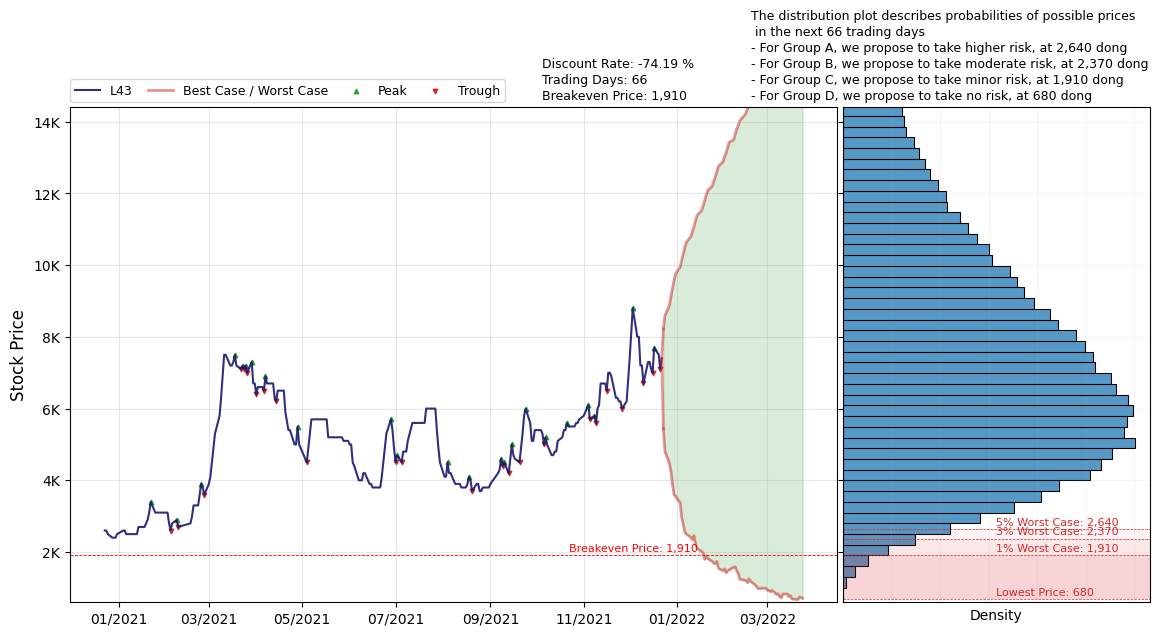 The distribution plot describes probabilities of possible prices
in the next 66 trading days
- For Group A, we propose to take higher risk, at 2,640 dong
- For Group B, we propose to take moderate risk, at 2,370 dong
- For Group C, we propose to take minor risk, at 1,910 dong
- For Group D, we propose to take no risk, at 680 dong
Discount Rate: -74.19 %
Trading Days: 66
Breakeven Price: 1,910
L43
Best Case / Worst Case
Peak
Trough
Stock Price
14K
12K
10K
8K
6K
4K
2K
Breakeven Price: 1,910
01/2021
03/2021
05/2021
07/2021
09/2021
11/2021
01/2022
03/2022
5% Worst Case: 2,640
3% Worst Case: 2,370
1% Worst Case: 1,910
Lowest Price: 680
Density